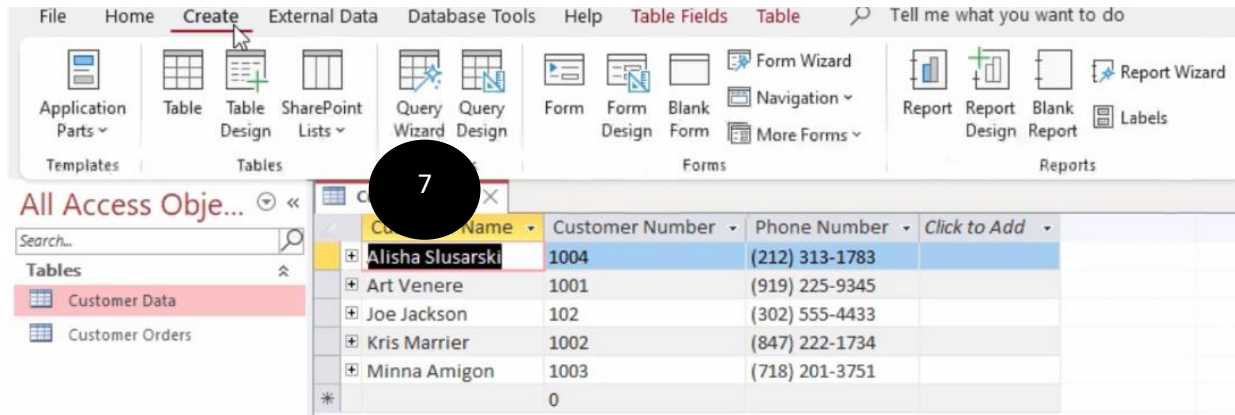 File Home Create External Data Database Tools Help Table Fields Table Tell me what you want to do
Application Parts
Table
Table Design
SharePoint Lists
Query Wizard
Query Design
Form
Form Design
Blank Form
Form Wizard
Navigation
More Forms
Report
Report Design
Blank Report
Report Wizard
Labels
Templates Tables Forms Reports
7
All Access Obje...
Search...
Tables
Customer Data
Customer Orders
Name Customer Number Phone Number Click to Add
Alisha Slusarski 1004 (212) 313-1783
Art Venere 1001 (919) 225-9345
Joe Jackson 102 (302) 555-4433
Kris Marrier 1002 (847) 222-1734
Minna Amigon 1003 (718) 201-3751
* 0